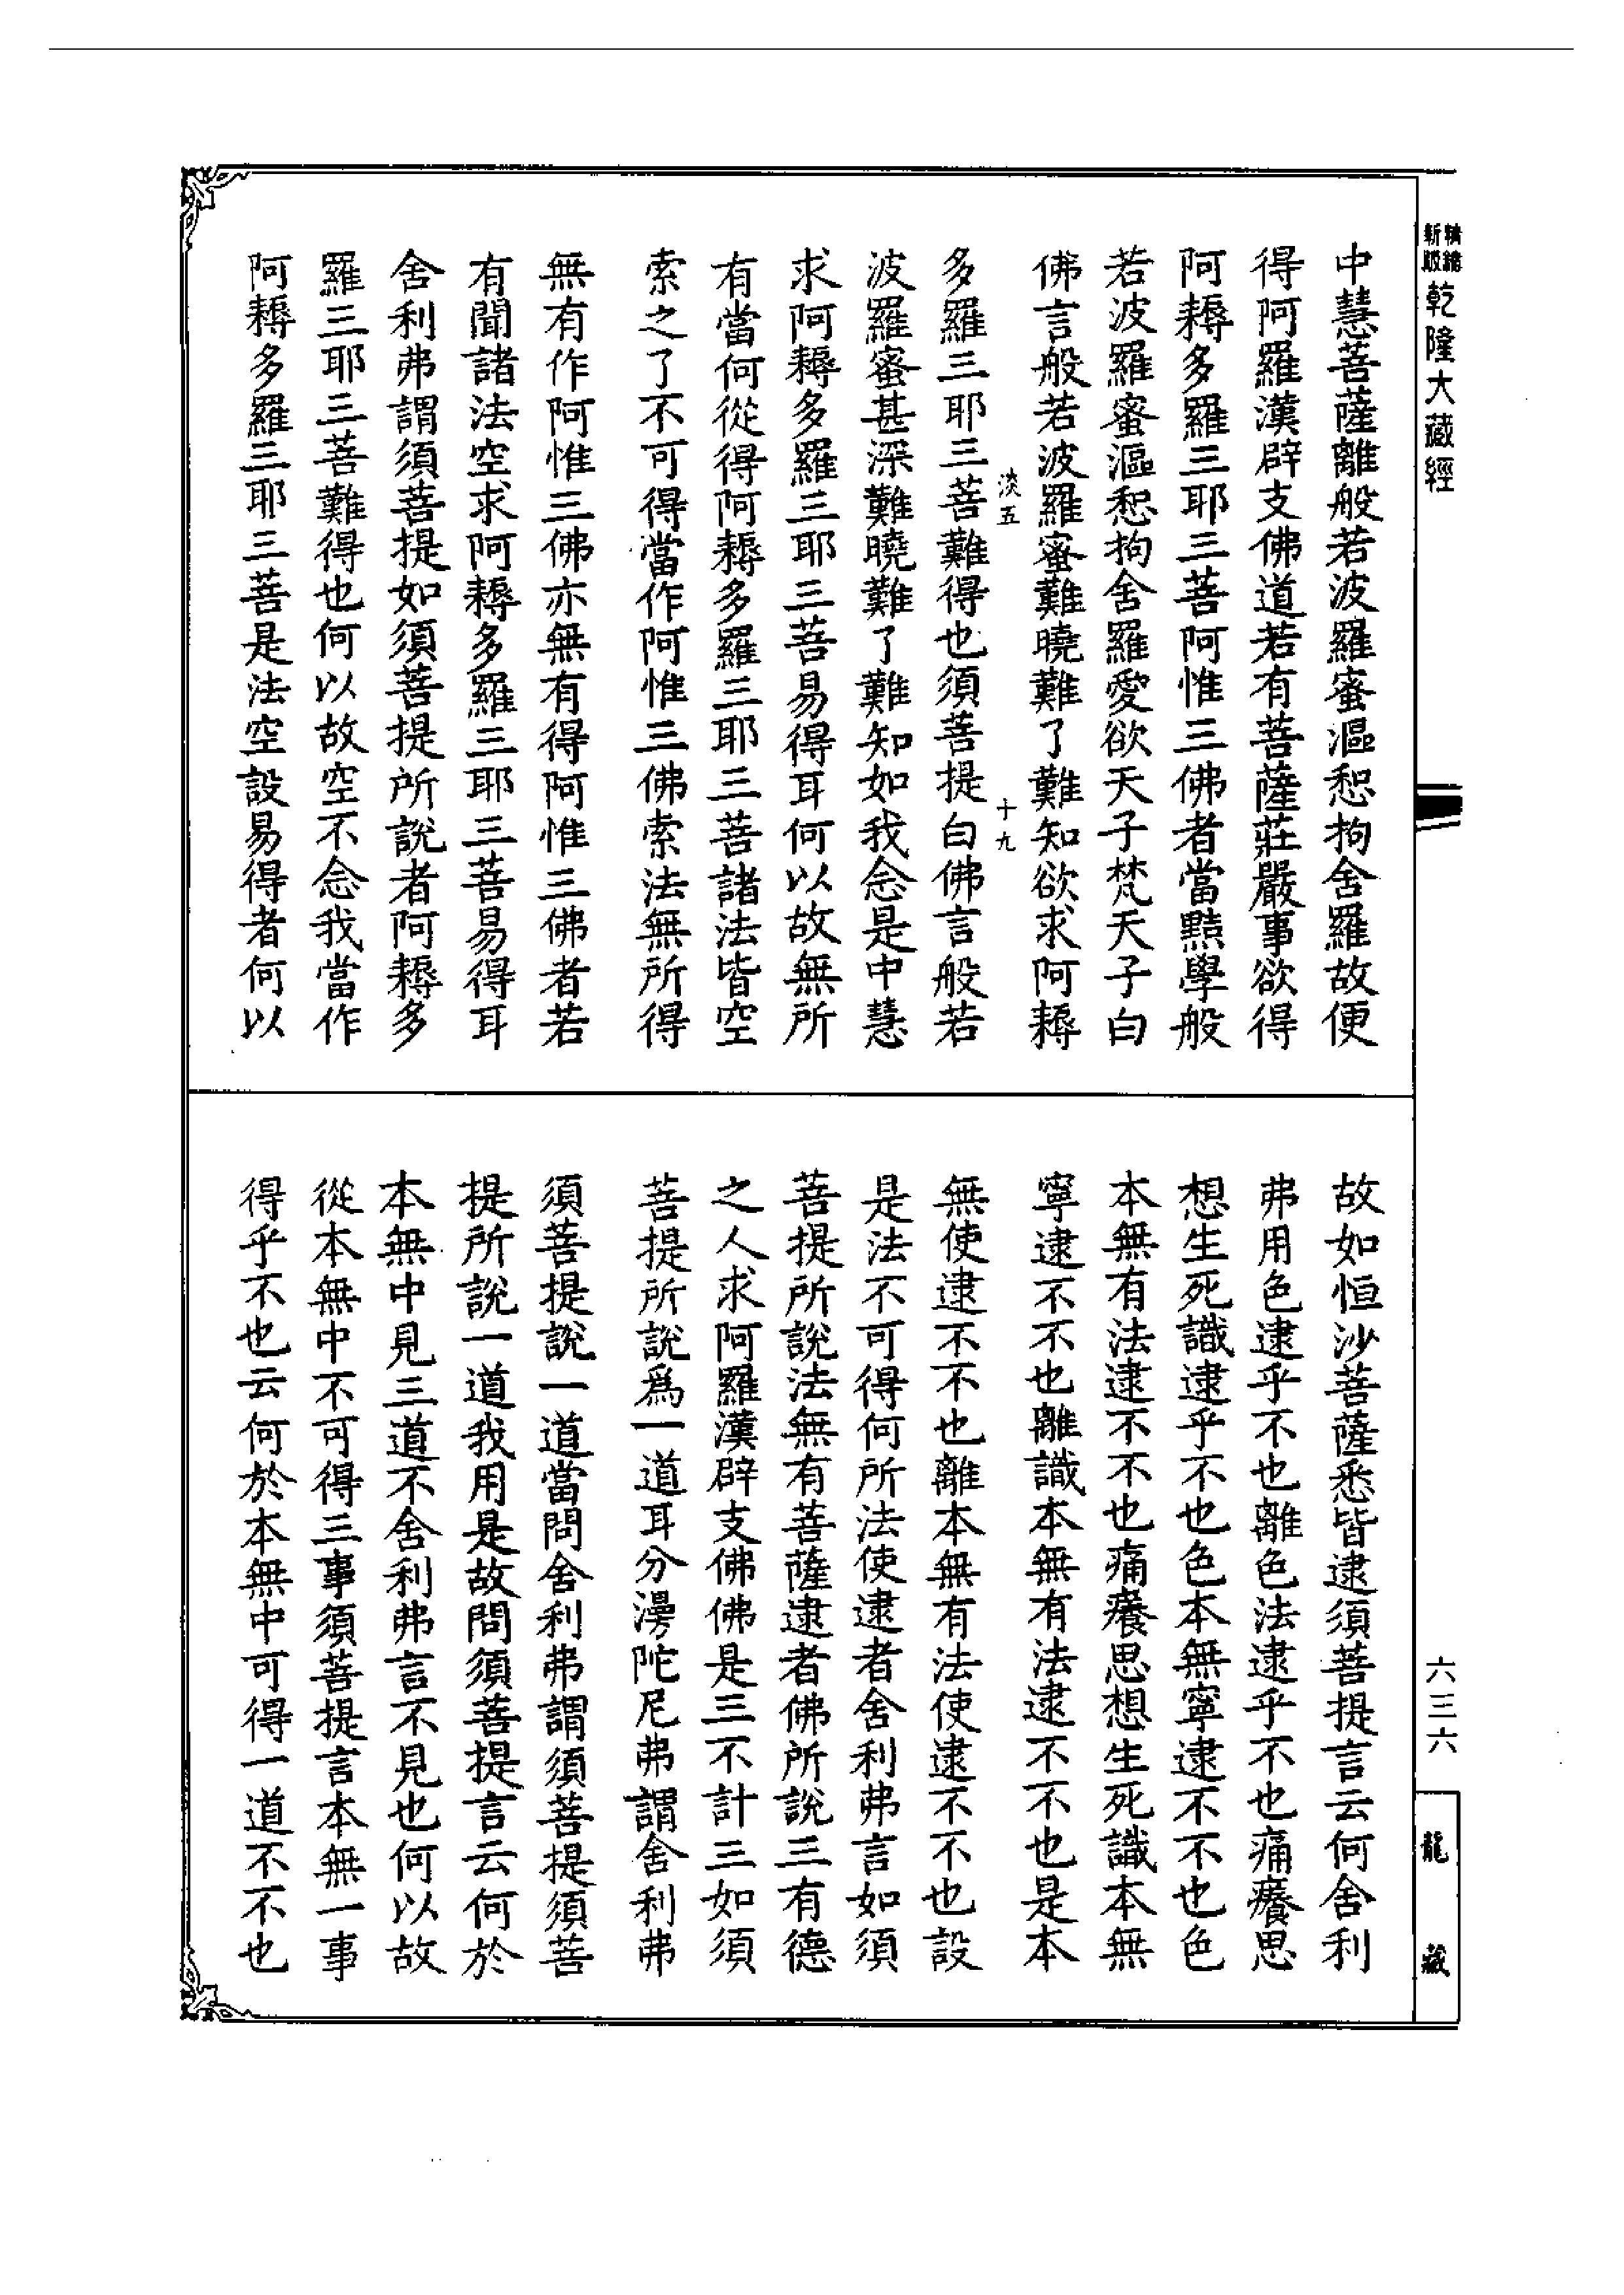 精縮新版乾隆大藏經
中慧菩薩離般若波羅蜜漚惒拘舍羅故便
得阿羅漢辟支佛道若有菩薩莊嚴事欲得
阿耨多羅三耶三菩阿惟三佛者當黠學般
若波羅蜜漚惒拘舍羅愛欲天子梵天子白
佛言般若波羅蜜難曉難了難知欲求阿耨
淡五 十九
多羅三耶三菩難得也須菩提白佛言般若
波羅蜜甚深難曉難了難知如我念是中慧
求阿耨多羅三耶三菩易得耳何以故無所
有當何從得阿耨多羅三耶三菩諸法皆空
索之了不可得當作阿惟三佛索法無所得
無有作阿惟三佛亦無有得阿惟三佛者若
有聞諸法空求阿耨多羅三耶三菩易得耳
舍利弗謂須菩提如須菩提所說者阿耨多
羅三耶三菩難得也何以故空不念我當作
阿耨多羅三耶三菩是法空設易得者何以
故如恒沙菩薩悉皆逮須菩提言云何舍利
弗用色逮乎不也離色法逮乎不也痛癢思
想生死識逮乎不也色本無寧逮不不也色
本無有法逮不不也痛癢思想生死識本無
寧逮不不也離識本無有法逮不不也是本
無使逮不不也離本無有法使逮不不也設
是法不可得何所法使逮者舍利弗言如須
菩提所說法無有菩薩逮者佛所說三有德
之人求阿羅漢辟支佛佛是三不計三如須
菩提所說為一道耳分漫陀尼弗謂舍利弗
須菩提說一道當問舍利弗謂須菩提須菩
提所說一道我用是故問須菩提言云何於
本無中見三道不舍利弗言不見也何以故
從本無中不可得三事須菩提言本無一事
得乎不也云何於本無中可得一道不不也
六三六
龍藏